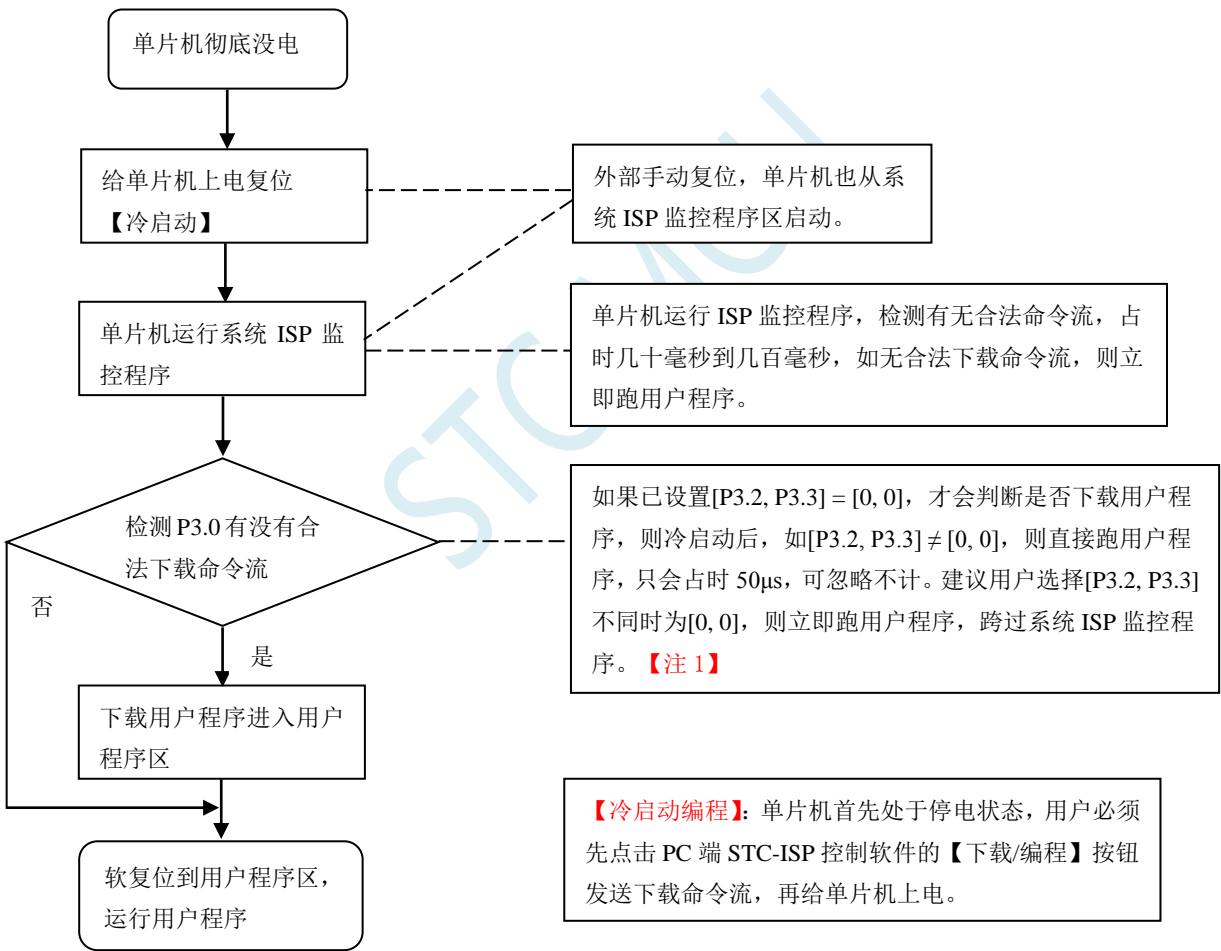 单片机彻底没电
给单片机上电复位
【冷启动】
外部手动复位，单片机也从系
统 ISP 监控程序区启动。
单片机运行系统 ISP 监
控程序
单片机运行 ISP 监控程序，检测有无合法命令流，占
时几十毫秒到几百毫秒，如无合法下载命令流，则立
即跑用户程序。
检测 P3.0 有没有合
法下载命令流
如果已设置[P3.2, P3.3] = [0, 0]，才会判断是否下载用户程
序，则冷启动后，如[P3.2, P3.3] ≠ [0, 0]，则直接跑用户程
序，只会占时 50μs，可忽略不计。建议用户选择[P3.2, P3.3]
不同时为[0, 0]，则立即跑用户程序，跨过系统 ISP 监控程
序。【注 1】
否
是
下载用户程序进入用户
程序区
软复位到用户程序区，
运行用户程序
【冷启动编程】：单片机首先处于停电状态，用户必须
先点击 PC 端 STC-ISP 控制软件的【下载/编程】按钮
发送下载命令流，再给单片机上电。
STC MCU